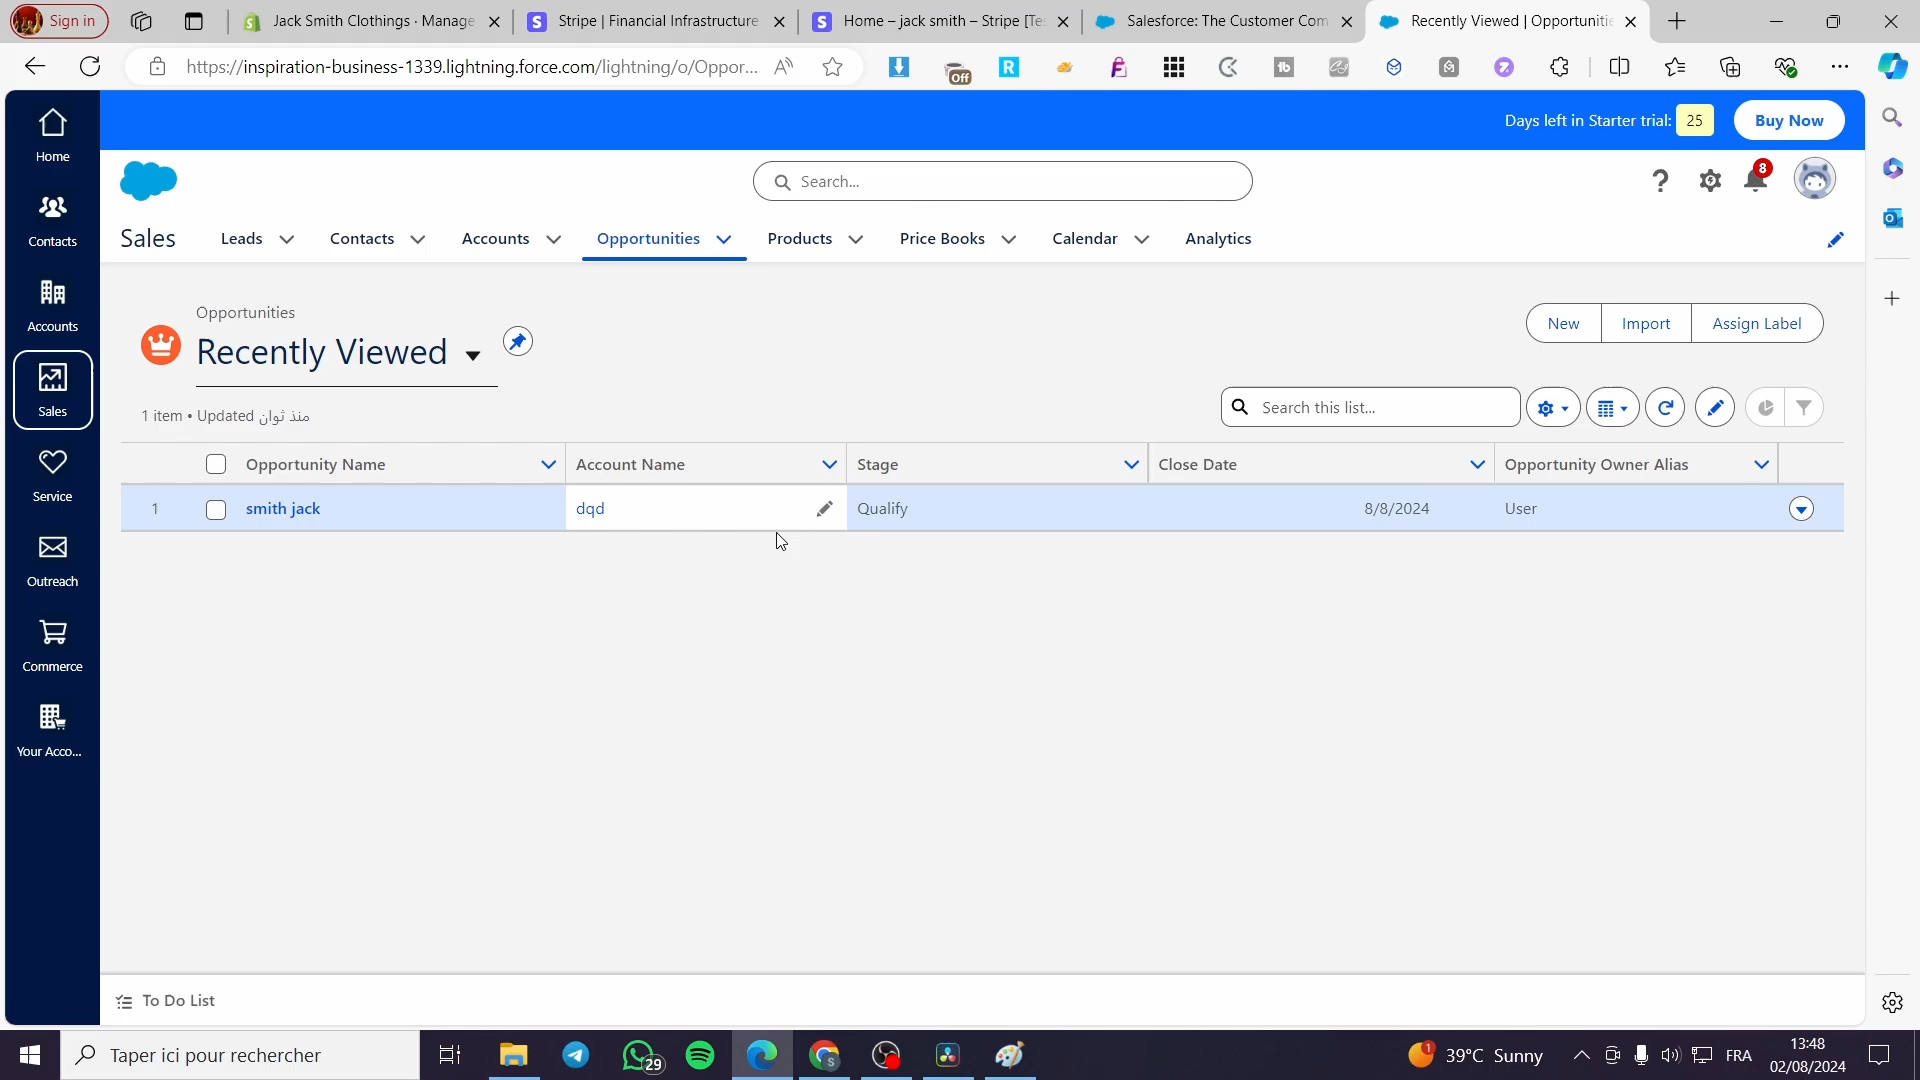 Sign in
Jack Smith Clothings · Manage
Stripe | Financial Infrastructure
Home – jack smith – Stripe [Te
Salesforce: The Customer Com
Recently Viewed | Opportunitie
https://inspiration-business-1339.lightning.force.com/lightning/o/Oppor...
Off
Days left in Starter trial: 25
Buy Now
Home
Contacts
Accounts
Sales
Service
Outreach
Commerce
Your Acco...
Search...
8
Sales
Leads
Contacts
Accounts
Opportunities
Products
Price Books
Calendar
Analytics
Opportunities
Recently Viewed
New
Import
Assign Label
1 item • Updated منذ ثوان
Search this list...
Opportunity Name
Account Name
Stage
Close Date
Opportunity Owner Alias
1
smith jack
dqd
Qualify
8/8/2024
User
To Do List
Taper ici pour rechercher
29
1
39°C Sunny
FRA
13:48
02/08/2024